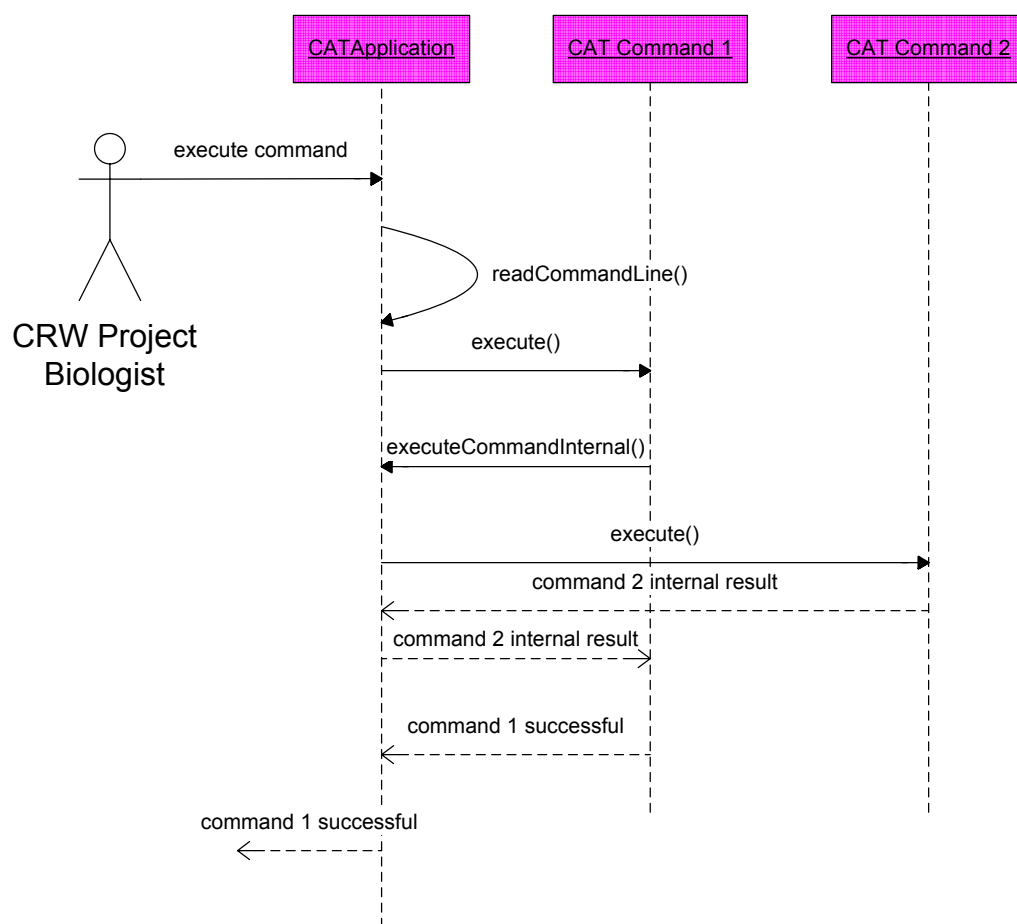 CATApplication
CAT Command 1
CAT Command 2
execute command
readCommandLine()
CRW Project
Biologist
execute()
executeCommandInternal()
execute()
command 2 internal result
command 2 internal result
command 1 successful
command 1 successful